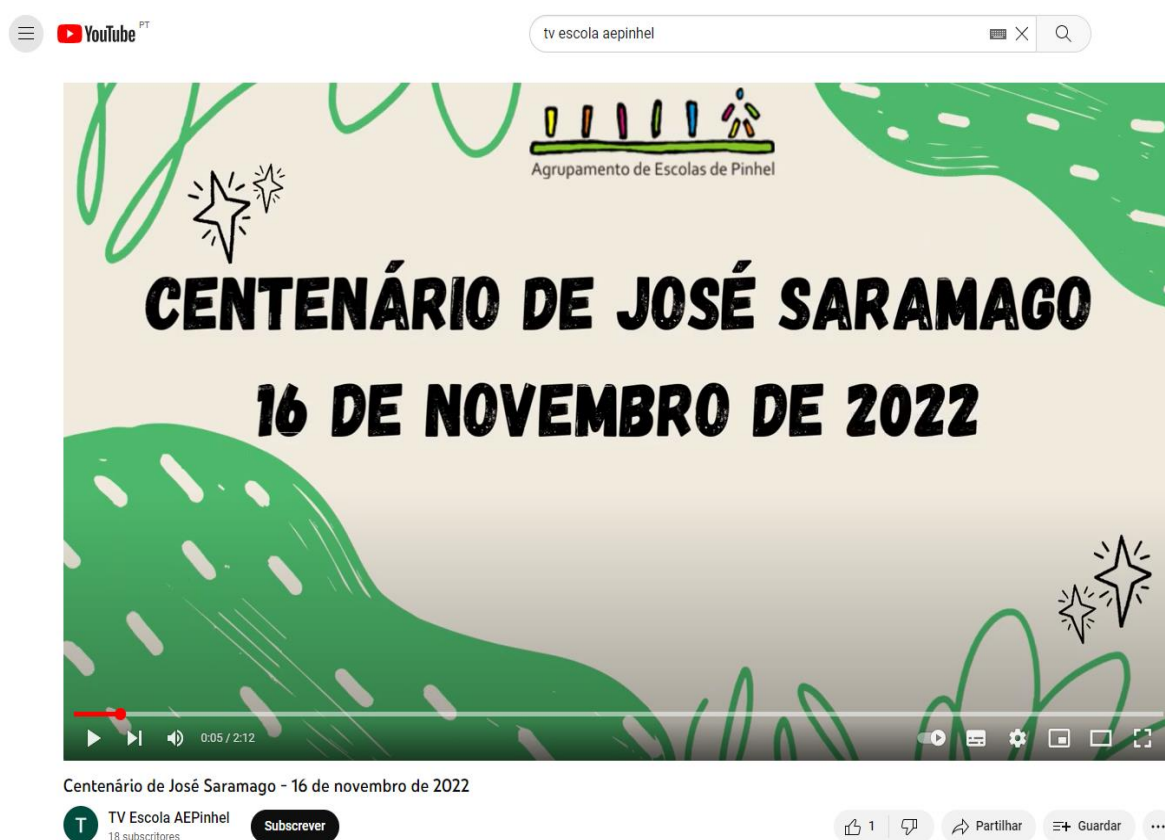 YouTube PT
tv escola aepinhel
Agrupamento de Escolas de Pinhel
CENTENÁRIO DE JOSÉ SARAMAGO
16 DE NOVEMBRO DE 2022
0:05 / 2:12
Centenário de José Saramago - 16 de novembro de 2022
T
TV Escola AEPinhel
18 subscritores
Subscrever
1
Partilhar
Guardar